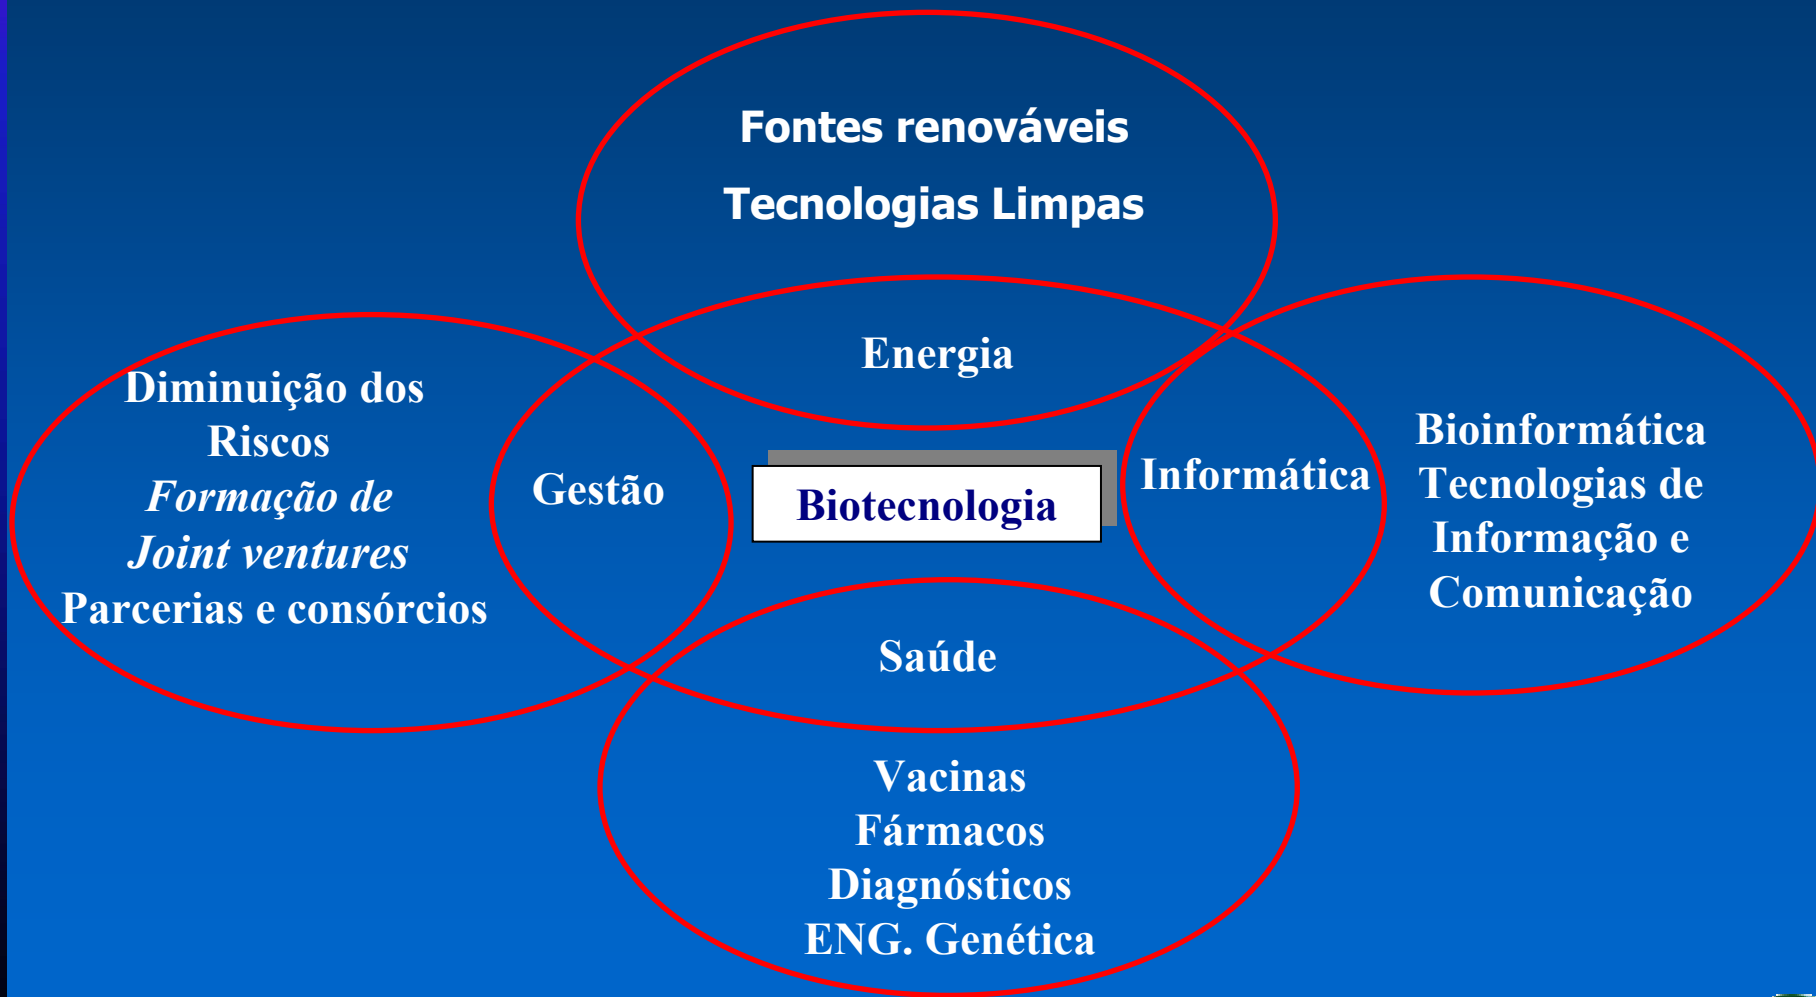 Fontes renováveis
Tecnologias Limpas
Energia
Diminuição dos
Riscos
Formação de
Joint ventures
Parcerias e consórcios
Gestão
Biotecnologia
Informática
Bioinformática
Tecnologias de
Informação e
Comunicação
Saúde
Vacinas
Fármacos
Diagnósticos
ENG. Genética